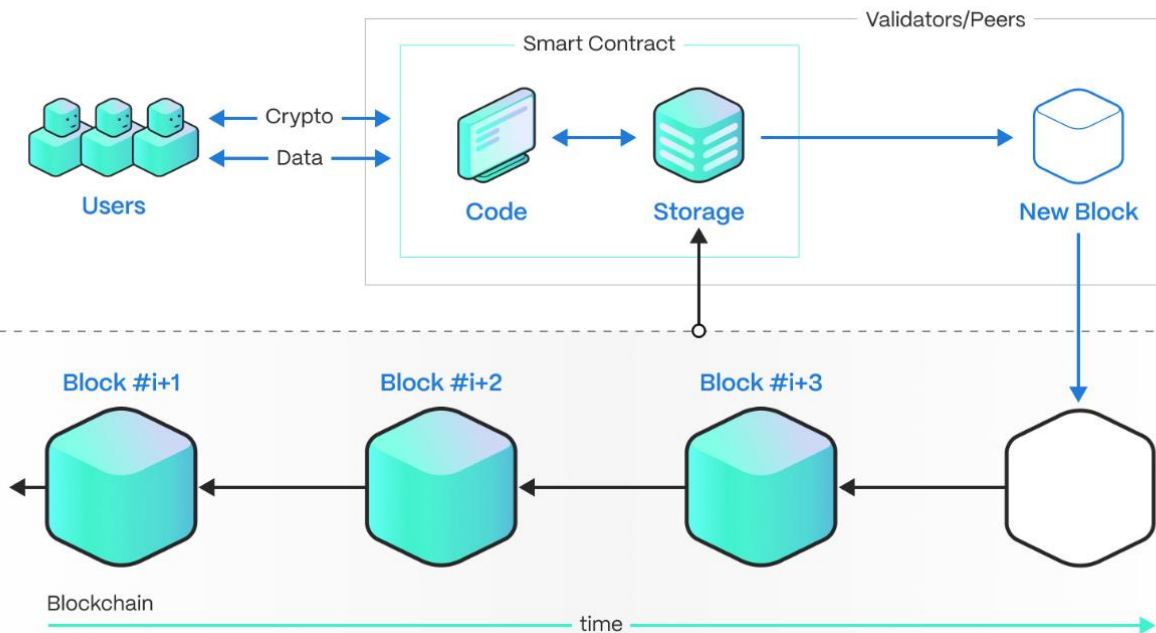 Validators/Peers
Smart Contract
Crypto
Data
Users
Code
Storage
New Block
Block #i+1
Block #i+2
Block #i+3
Blockchain
time